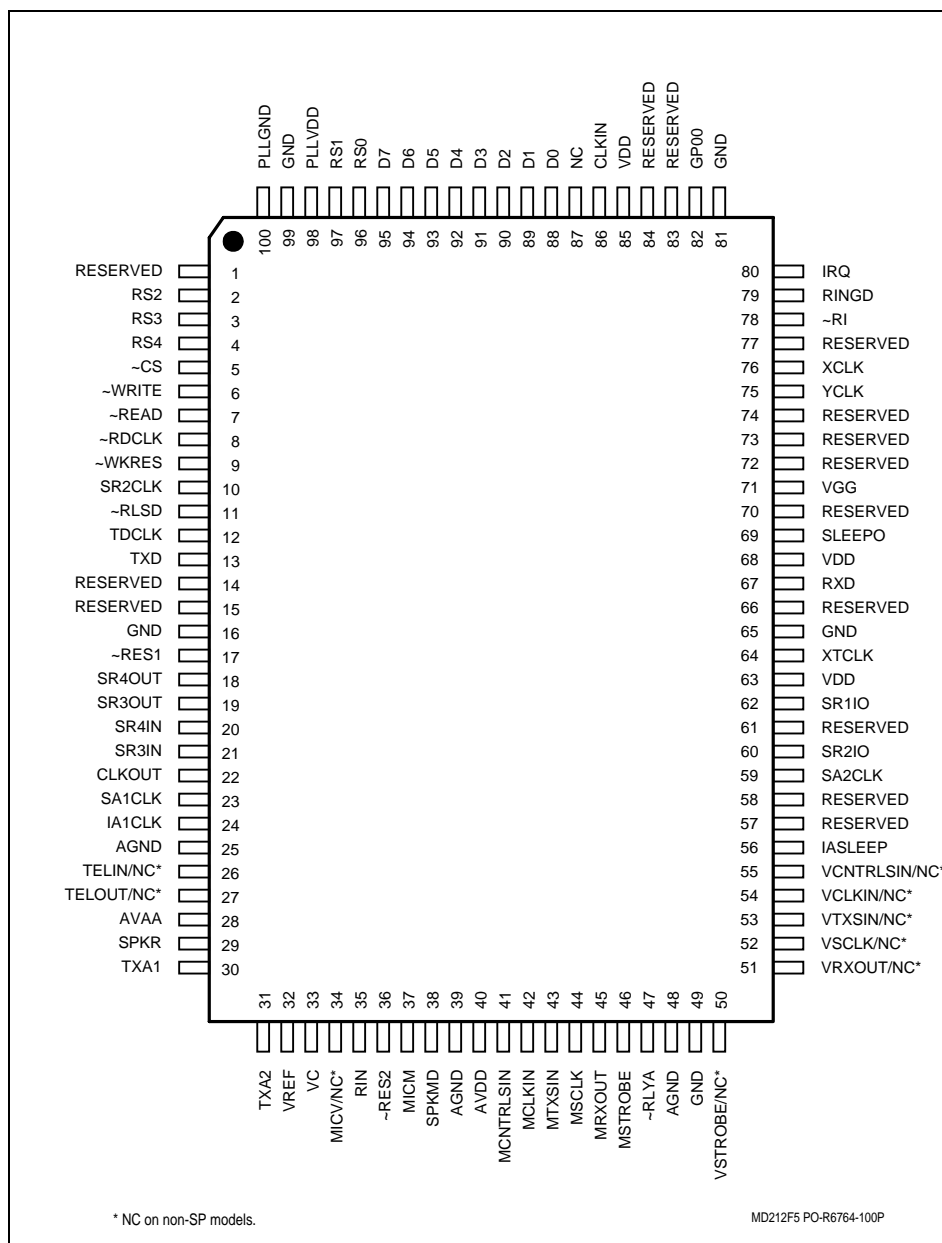 PLLGND
GND
PLLVDD
RS1
RS0
D7
D6
D5
D4
D3
D2
D1
D0
NC
CLKIN
VDD
RESERVED
RESERVED
GP00
GND
100 99 98 97 96 95 94 93 92 91 90 89 88 87 86 85 84 83 82 81
RESERVED 1
RS2 2
RS3 3
RS4 4
~CS 5
~WRITE 6
~READ 7
~RDCLK 8
~WKRES 9
SR2CLK 10
~RLSD 11
TDCLK 12
TXD 13
RESERVED 14
RESERVED 15
GND 16
~RES1 17
SR4OUT 18
SR3OUT 19
SR4IN 20
SR3IN 21
CLKOUT 22
SA1CLK 23
IA1CLK 24
AGND 25
TELIN/NC* 26
TELOUT/NC* 27
AVAA 28
SPKR 29
TXA1 30
80 IRQ
79 RINGD
78 ~RI
77 RESERVED
76 XCLK
75 YCLK
74 RESERVED
73 RESERVED
72 RESERVED
71 VGG
70 RESERVED
69 SLEEPO
68 VDD
67 RXD
66 RESERVED
65 GND
64 XTCLK
63 VDD
62 SR1IO
61 RESERVED
60 SR2IO
59 SA2CLK
58 RESERVED
57 RESERVED
56 IASLEEP
55 VCNTRLSIN/NC*
54 VCLKIN/NC*
53 VTXSIN/NC*
52 VSCLK/NC*
51 VRXOUT/NC*
31 32 33 34 35 36 37 38 39 40 41 42 43 44 45 46 47 48 49 50
TXA2
VREF
VC
MICV/NC*
RIN
~RES2
MICM
SPKMD
AGND
AVDD
MCNTRLSIN
MCLKIN
MTXSIN
MSCLK
MRXOUT
MSTROBE
~RLYA
AGND
GND
VSTROBE/NC*
* NC on non-SP models.
MD212F5 PO-R6764-100P